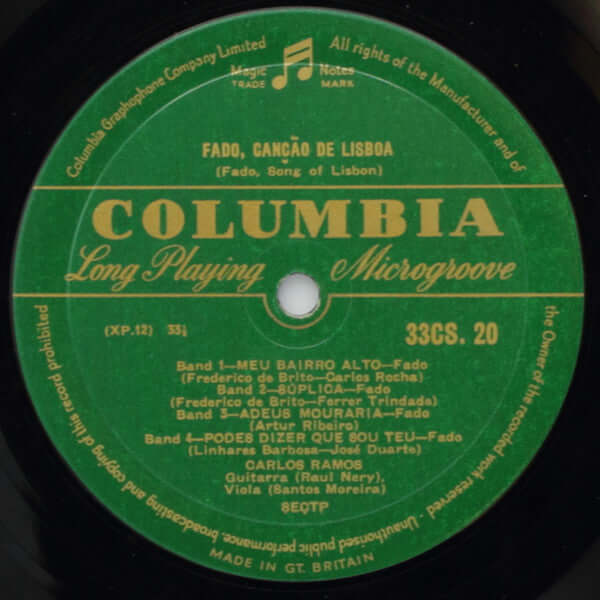 Columbia Graphophone Company Limited
All rights of the Manufacturer and of
Magic Notes
TRADE MARK
FADO, CANÇÃO DE LISBOA
(Fado, Song of Lisbon)
COLUMBIA
Long Playing Microgroove
(XP.12) 33⅓
33CS. 20
Band 1—MEU BAIRRO ALTO—Fado
(Frederico de Brito—Carlos Rocha)
Band 2—SÚPLICA—Fado
(Frederico de Brito—Ferrer Trindade)
Band 3—ADEUS MOURARIA—Fado
(Artur Ribeiro)
Band 4—PODES DIZER QUE SOU TEU—Fado
(Linhares Barbosa—José Duarte)
CARLOS RAMOS
Guitarra (Raul Nery),
Viola (Santos Moreira)
SECTP
the Owner of the recorded work reserved · Unauthorised public performance, broadcasting and copying of this record prohibited
MADE IN GT. BRITAIN